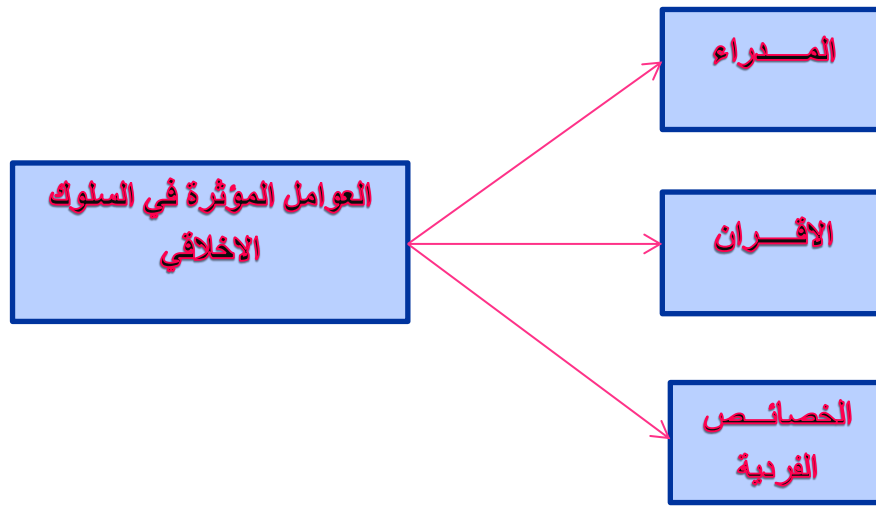 المــــدراء
العوامل المؤثرة في السلوك
الاخلاقي
الاقـــران
الخصائــص
الفردية